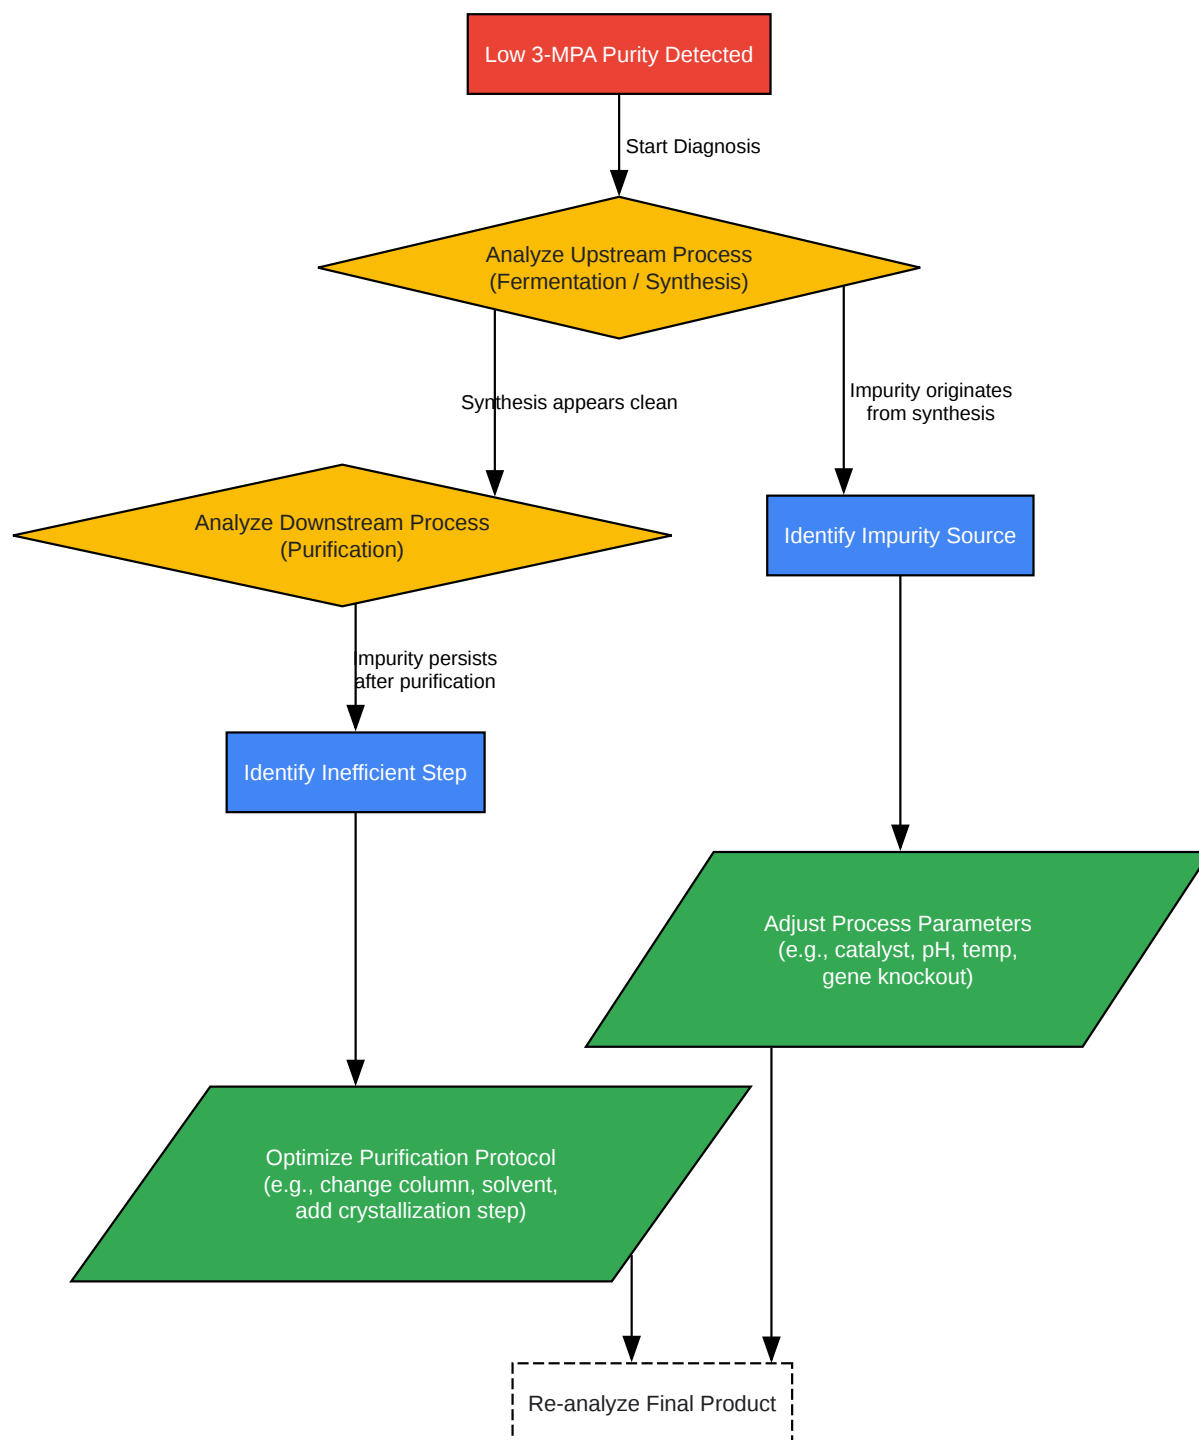 Low 3-MPA Purity Detected
Start Diagnosis
Analyze Upstream Process
(Fermentation / Synthesis)
Synthesis appears clean
Impurity originates
from synthesis
Analyze Downstream Process
(Purification)
Identify Impurity Source
Impurity persists
after purification
Identify Inefficient Step
Adjust Process Parameters
(e.g., catalyst, pH, temp,
gene knockout)
Optimize Purification Protocol
(e.g., change column, solvent,
add crystallization step)
Re-analyze Final Product